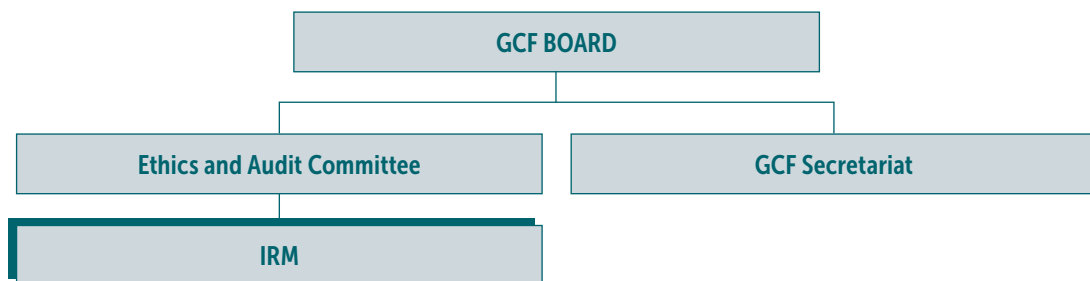 GCF BOARD
Ethics and Audit Committee
GCF Secretariat
IRM